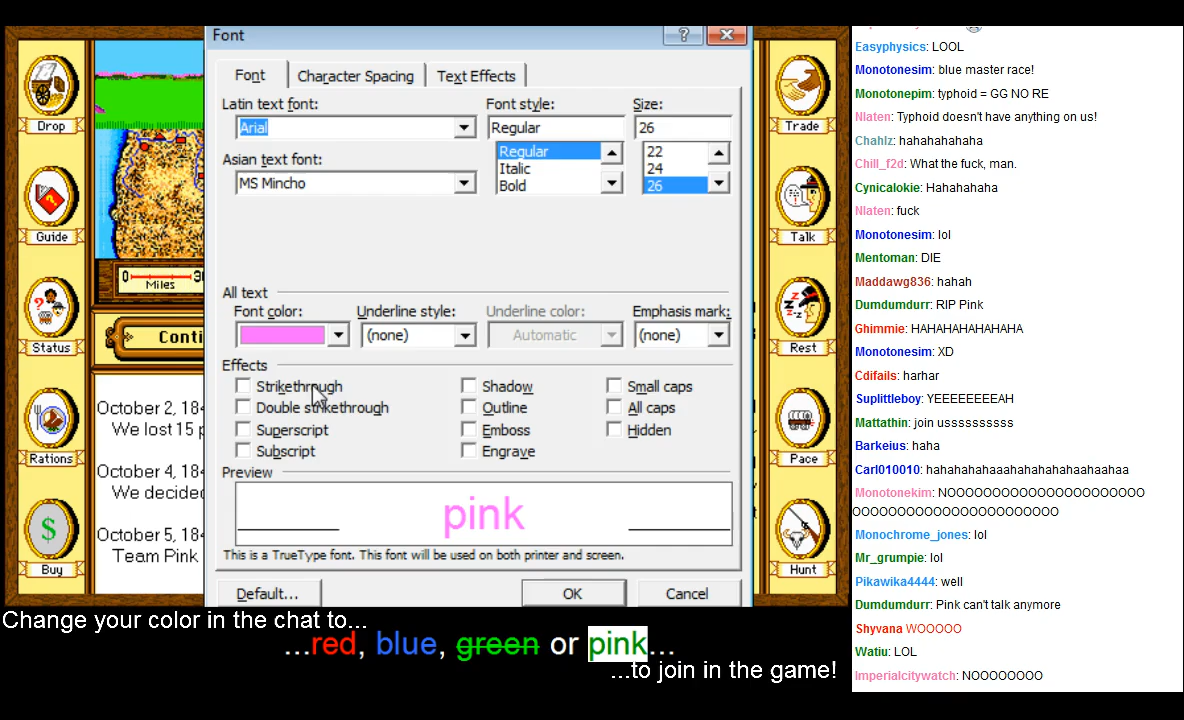 Drop
Guide
Status
Rations
Buy
0
Miles
Conti
October 2, 184
We lost 15 p
October 4, 184
We decided
October 5, 184
Team Pink
Font
?
Font
Character Spacing
Text Effects
Latin text font:
Font style:
Size:
Arial
Regular
26
Regular
Italic
Bold
22
24
26
Asian text font:
MS Mincho
All text
Font color:
Underline style:
Underline color:
Emphasis mark:
(none)
Automatic
(none)
Effects
Strikethrough
Shadow
Small caps
Double strikethrough
Outline
All caps
Superscript
Emboss
Hidden
Subscript
Engrave
Preview
pink
This is a TrueType font. This font will be used on both printer and screen.
Default...
OK
Cancel
Trade
Talk
Rest
Pace
Hunt
Change your color in the chat to...
...red, blue, green or pink...
...to join in the game!
Easyphysics: LOOL
Monotonesim: blue master race!
Monotonepim: typhoid = GG NO RE
Nlaten: Typhoid doesn't have anything on us!
Chahlz: hahahahahaha
Chill_f2d: What the fuck, man.
Cynicalokie: Hahahahaha
Nlaten: fuck
Monotonesim: lol
Mentoman: DIE
Maddawg836: hahah
Dumdumdurr: RIP Pink
Ghimmie: HAHAHAHAHAHAHA
Monotonesim: XD
Cdifails: harhar
Suplittleboy: YEEEEEEEEAH
Mattathin: join usssssssss
Barkeius: haha
Carl010010: hahahahahaaahahahahahaahaahaa
Monotonekim: NOOOOOOOOOOOOOOOOOOOOOO
OOOOOOOOOOOOOOOOOOOOOOO
Monochrome_jones: lol
Mr_grumpie: lol
Pikawika4444: well
Dumdumdurr: Pink can't talk anymore
Shyvana WOOOOO
Watiu: LOL
Imperialcitywatch: NOOOOOOOO